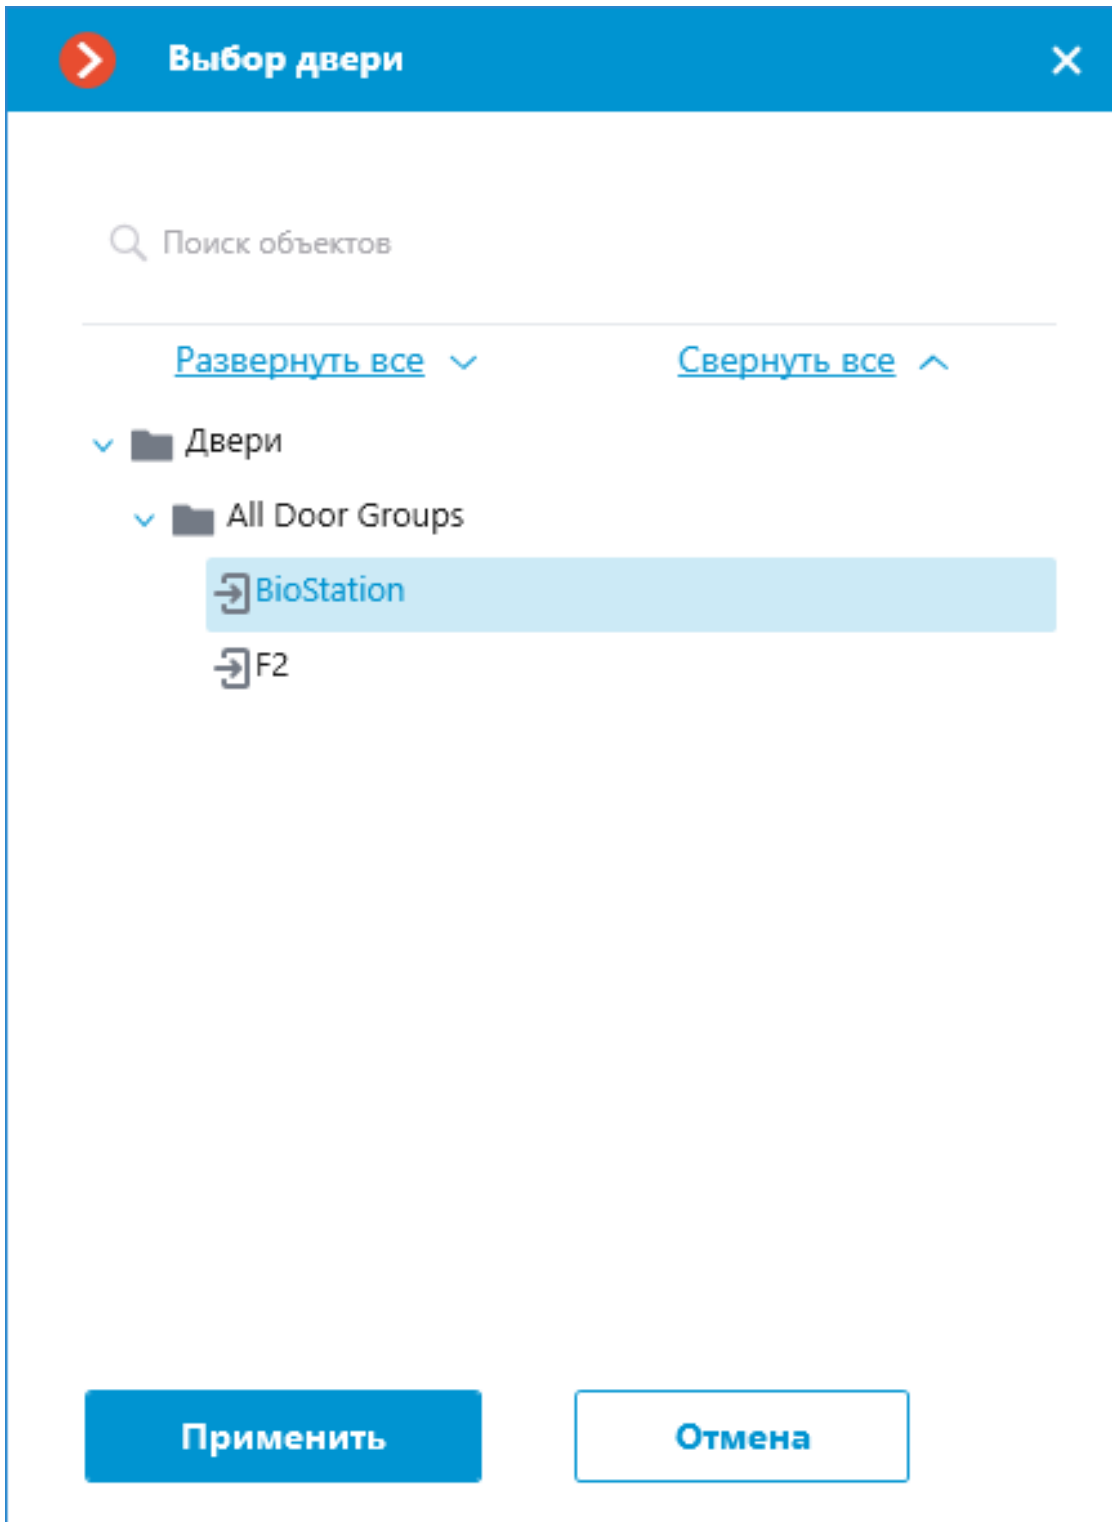 Выбор двери
Поиск объектов
Развернуть все Свернуть все
Двери
All Door Groups
BioStation
F2
Применить Отмена